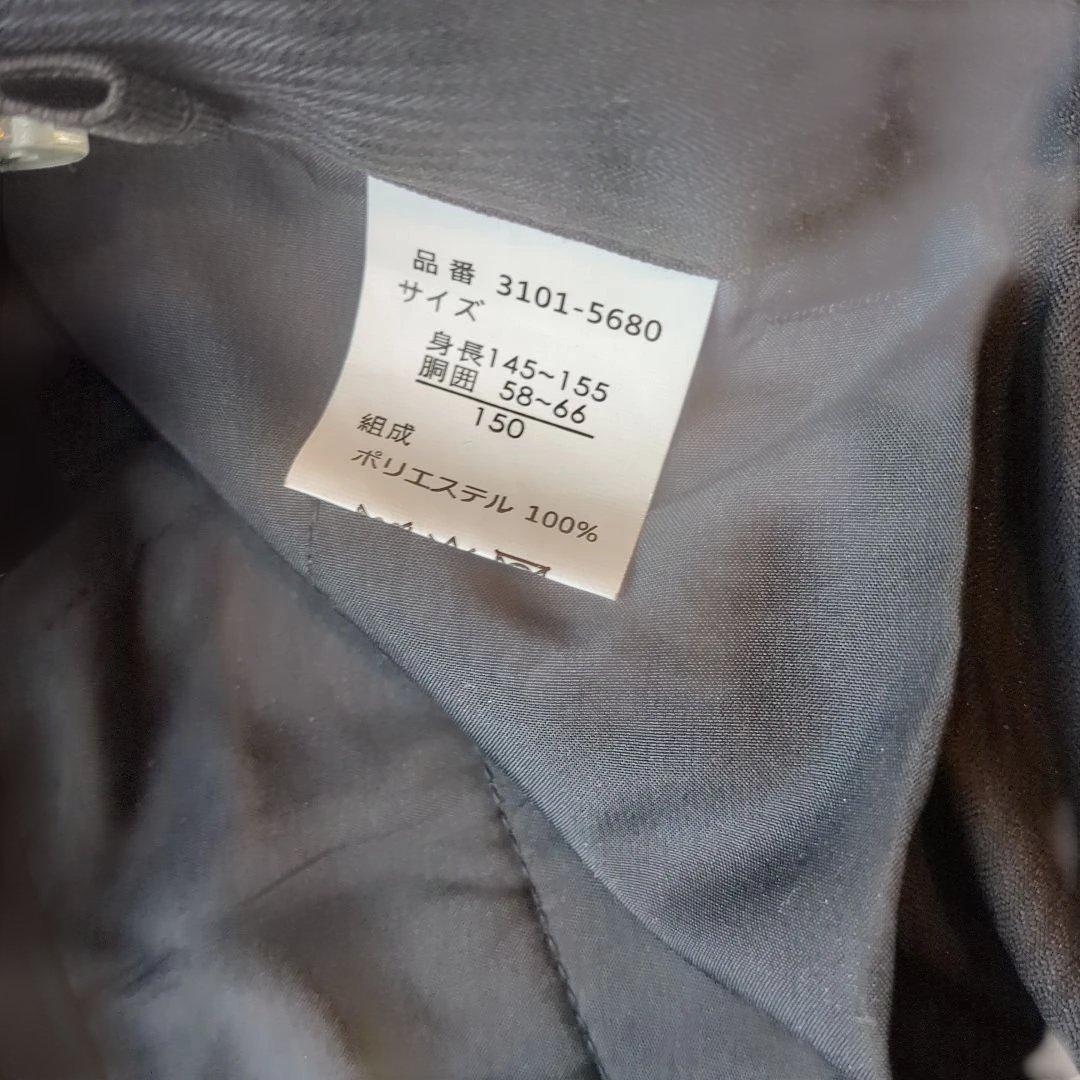 品番 3101-5680
サイズ
身長145~155
胴囲 58~66
150
組成
ポリエステル 100%